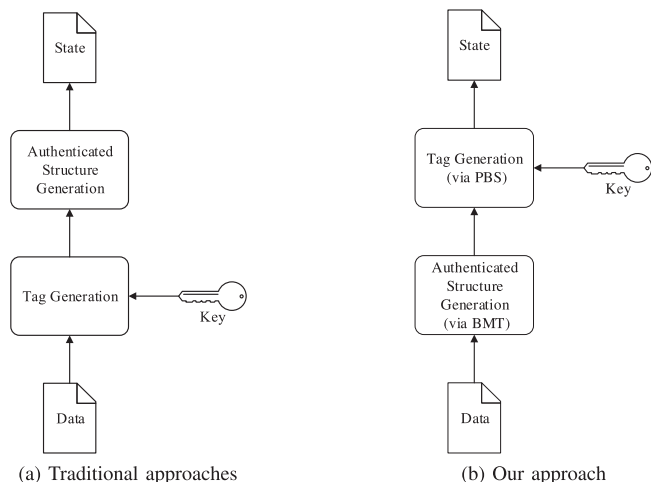 State
Authenticated
Structure
Generation
Tag Generation
Key
Data
(a) Traditional approaches
State
Tag Generation
(via PBS)
Key
Authenticated
Structure
Generation
(via BMT)
Data
(b) Our approach